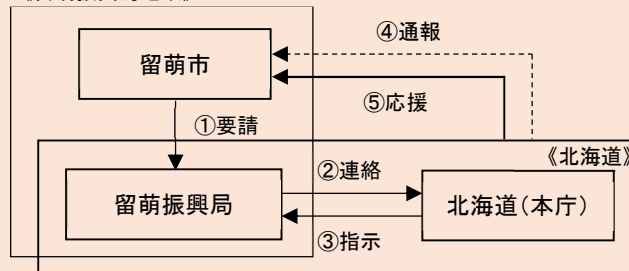 ④通報
留萌市
⑤応援
①要請
《北海道》
②連絡
留萌振興局
北海道（本庁）
③指示